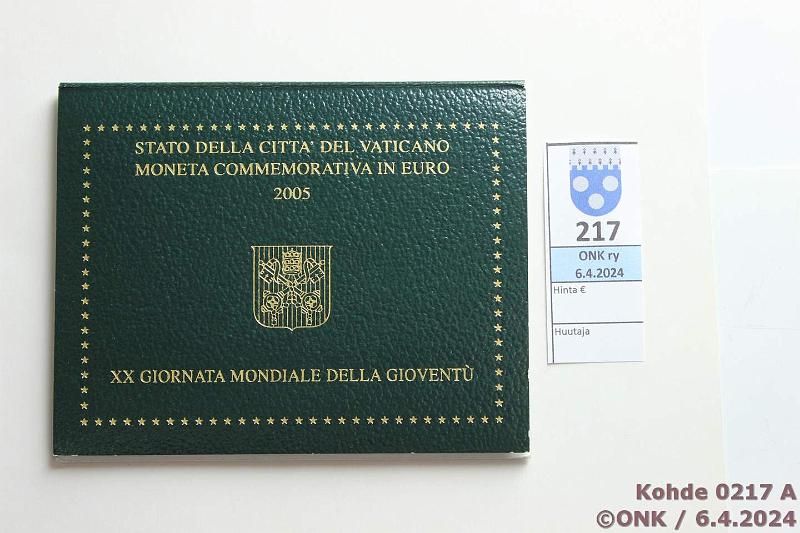 STATO DELLA CITTA' DEL VATICANO
MONETA COMMEMORATIVA IN EURO
2005
XX GIORNATA MONDIALE DELLA GIOVENTÙ
217
ONK ry
6.4.2024
Hinta €
Huutaja
Kohde 0217 A
©ONK / 6.4.2024